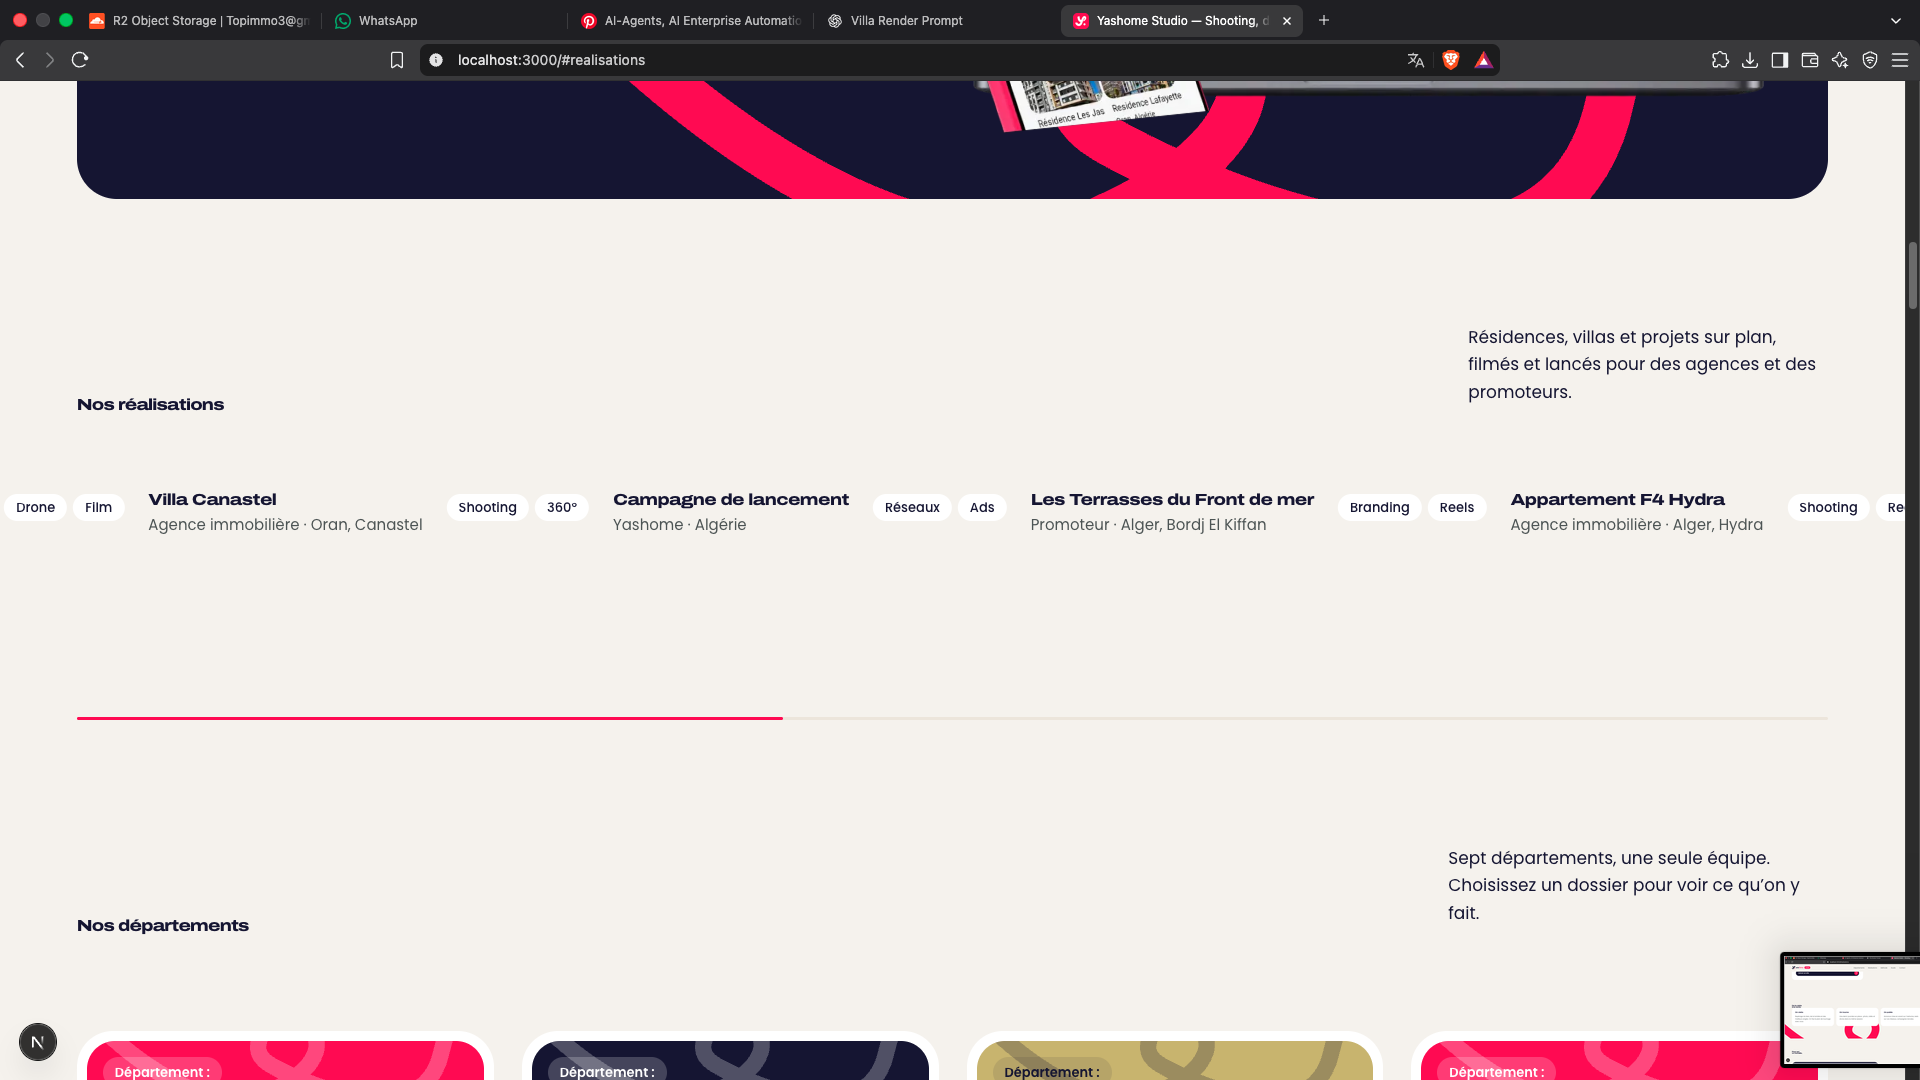 R2 Object Storage | Topimmo3@gm
WhatsApp
AI-Agents, AI Enterprise Automatio
Villa Render Prompt
Yashome Studio — Shooting, d
localhost:3000/#realisations
Résidence Les Jas
Residence Lafayette
Oran, Algérie
Résidences, villas et projets sur plan,
filmés et lancés pour des agences et des
promoteurs.
Nos réalisations
Drone
Film
Villa Canastel
Agence immobilière · Oran, Canastel
Shooting
360°
Campagne de lancement
Yashome · Algérie
Réseaux
Ads
Les Terrasses du Front de mer
Promoteur · Alger, Bordj El Kiffan
Branding
Reels
Appartement F4 Hydra
Agence immobilière · Alger, Hydra
Shooting
Re
Sept départements, une seule équipe.
Choisissez un dossier pour voir ce qu’on y
fait.
Nos départements
N
Département :
Département :
Département :
Département :